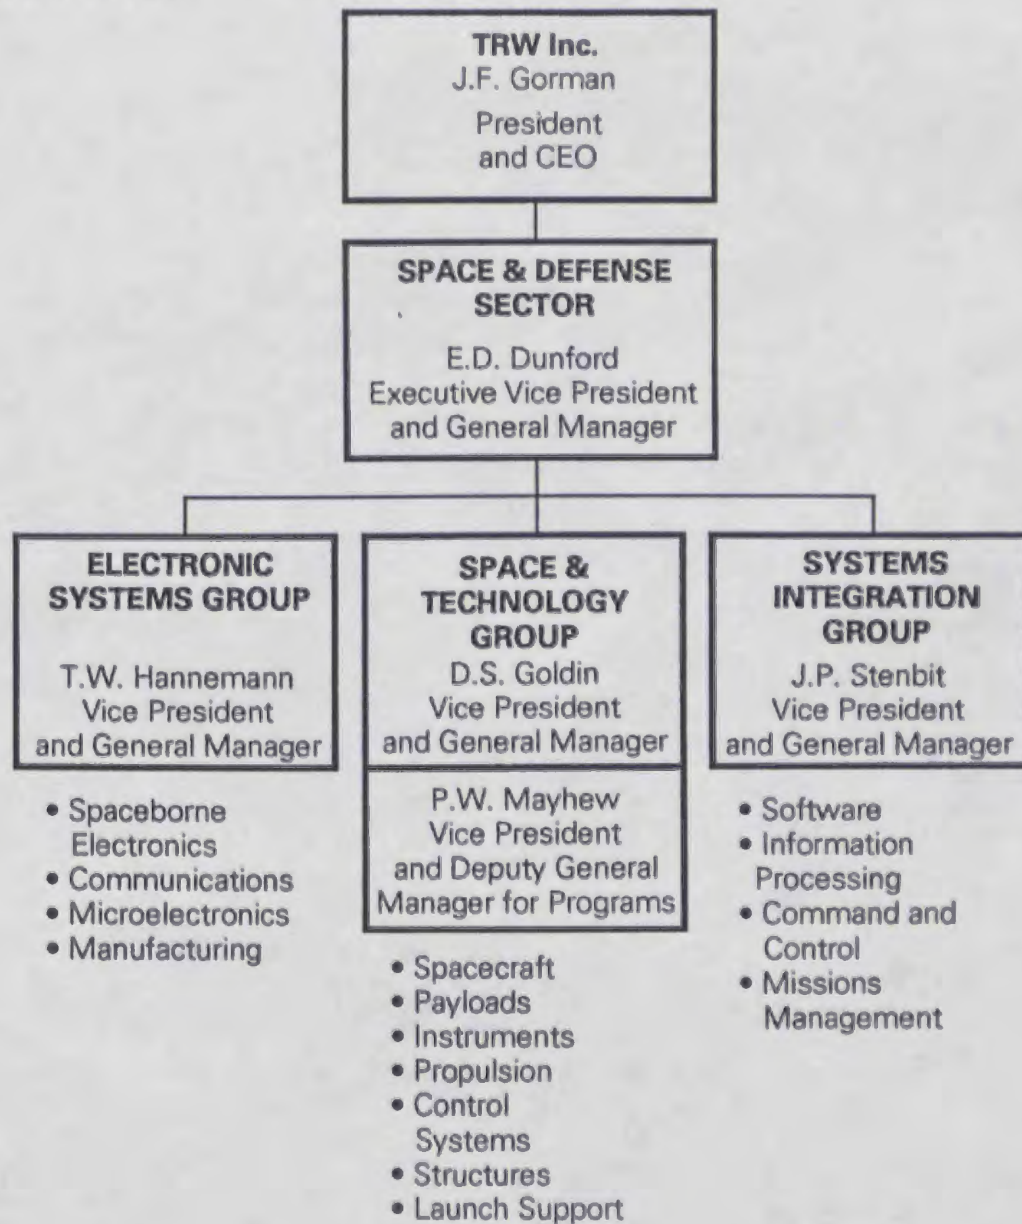 TRW Inc.
J.F. Gorman
President
and CEO
SPACE & DEFENSE
SECTOR
E.D. Dunford
Executive Vice President
and General Manager
ELECTRONIC
SYSTEMS GROUP
T.W. Hannemann
Vice President
and General Manager
• Spaceborne
Electronics
• Communications
• Microelectronics
• Manufacturing
SPACE &
TECHNOLOGY
GROUP
D.S. Goldin
Vice President
and General Manager
P.W. Mayhew
Vice President
and Deputy General
Manager for Programs
• Spacecraft
• Payloads
• Instruments
• Propulsion
• Control
Systems
• Structures
• Launch Support
SYSTEMS
INTEGRATION
GROUP
J.P. Stenbit
Vice President
and General Manager
• Software
• Information
Processing
• Command and
Control
• Missions
Management